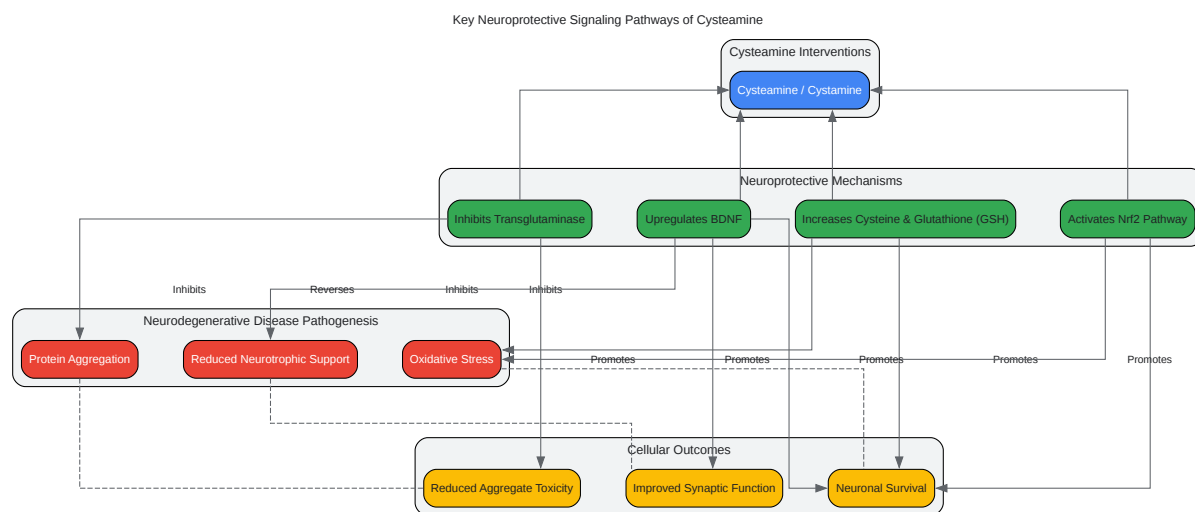 Key Neuroprotective Signaling Pathways of Cysteamine
Cysteamine Interventions
Cysteamine / Cystamine
Neuroprotective Mechanisms
Inhibits Transglutaminase
Upregulates BDNF
Increases Cysteine & Glutathione (GSH)
Activates Nrf2 Pathway
Inhibits
Reverses
Inhibits
Inhibits
Neurodegenerative Disease Pathogenesis
Protein Aggregation
Reduced Neurotrophic Support
Oxidative Stress
Promotes
Promotes
Promotes
Promotes
Promotes
Cellular Outcomes
Reduced Aggregate Toxicity
Improved Synaptic Function
Neuronal Survival